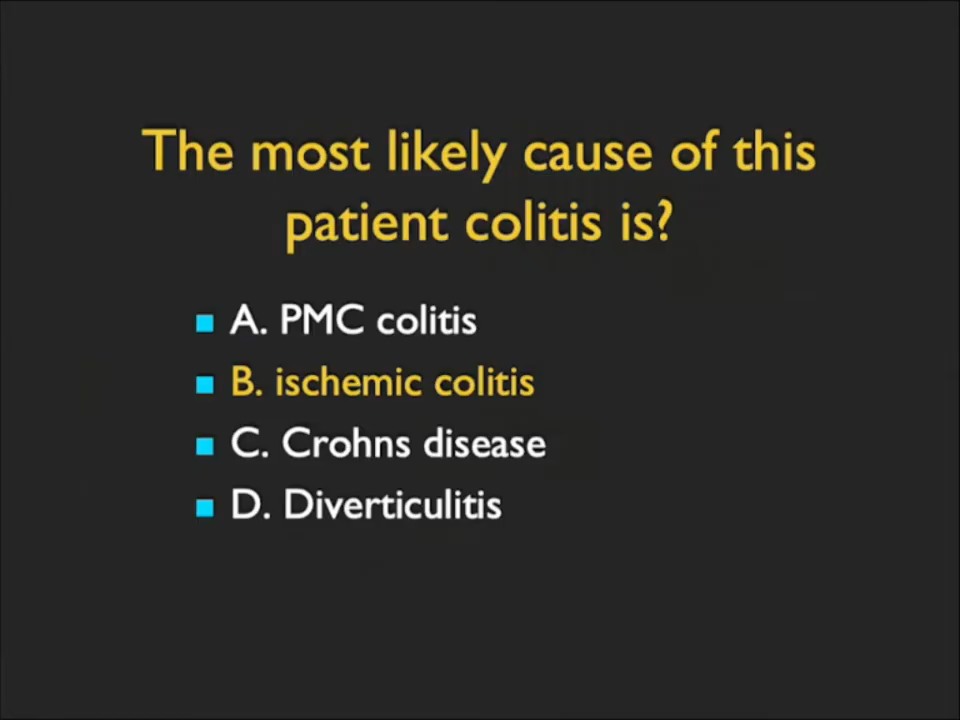 The most likely cause of this
patient colitis is?
A. PMC colitis
B. ischemic colitis
C. Crohns disease
D. Diverticulitis